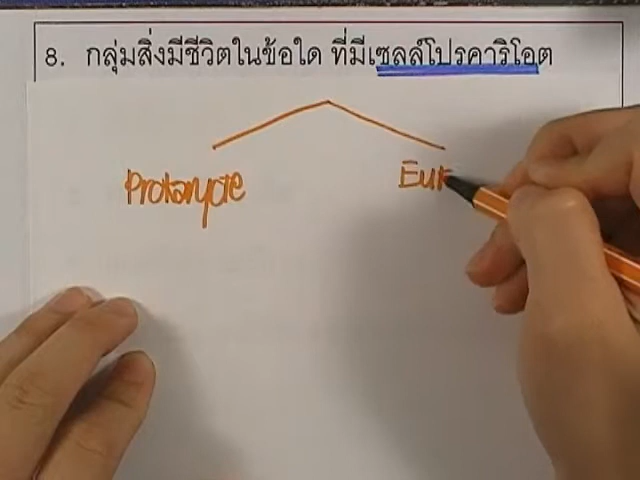 8. กลุ่มสิ่งมีชีวิตในข้อใด ที่มีเซลล์โปรคาริโอต
Prokaryote Euk